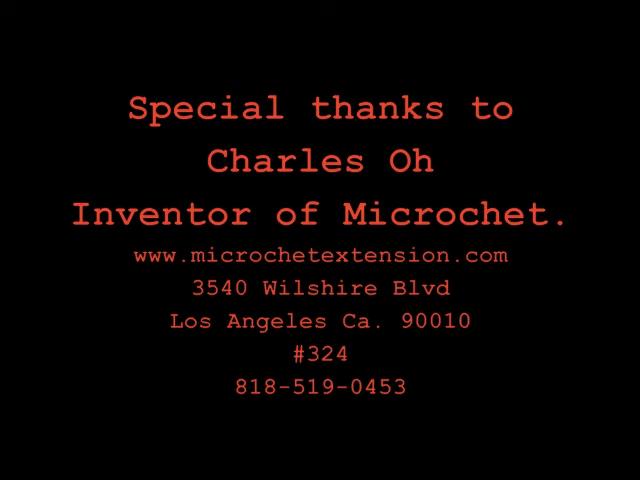 Special thanks to
Charles Oh
Inventor of Microchet.
www.microchetextension.com
3540 Wilshire Blvd
Los Angeles Ca. 90010
#324
818-519-0453